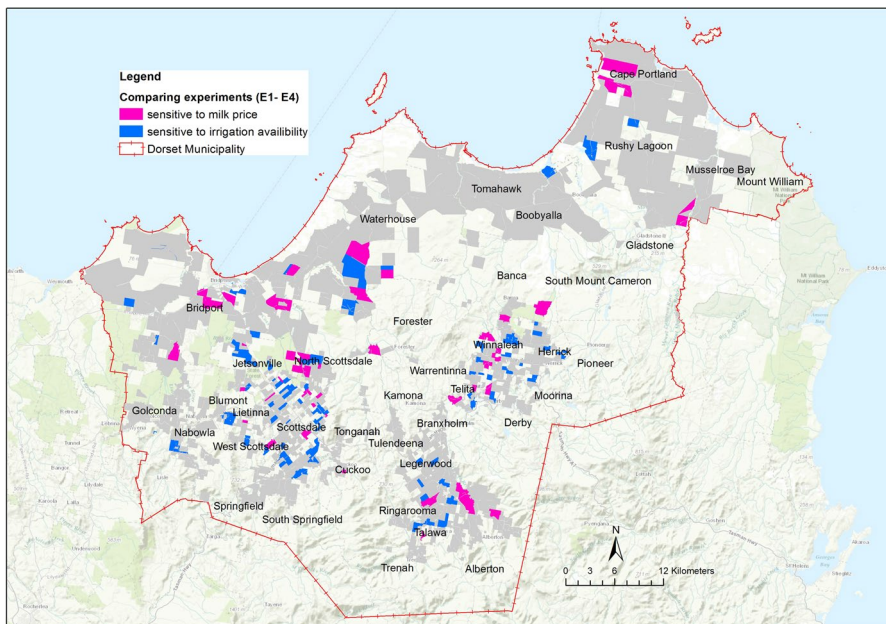 Legend
Comparing experiments (E1- E4)
sensitive to milk price
sensitive to irrigation availibility
Dorset Municipality
Cape Portland
Rushy Lagoon
Musselroe Bay
Mount William
Tomahawk
Boobyalla
Waterhouse
Gladstone
Banca
South Mount Cameron
Bridport
Forester
Winnaleah
Herrick
Pioneer
Jetsonville
North Scottsdale
Warrentinna
Telita
Moorina
Kamona
Blumont
Golconda
Lietinna
Scottsdale
Branxholm
Derby
Nabowla
West Scottsdale
Tonganah
Tulendeena
Cuckoo
Legerwood
Springfield
South Springfield
Ringarooma
Talawa
Trenah
Alberton
N
0 3 6 12 Kilometers